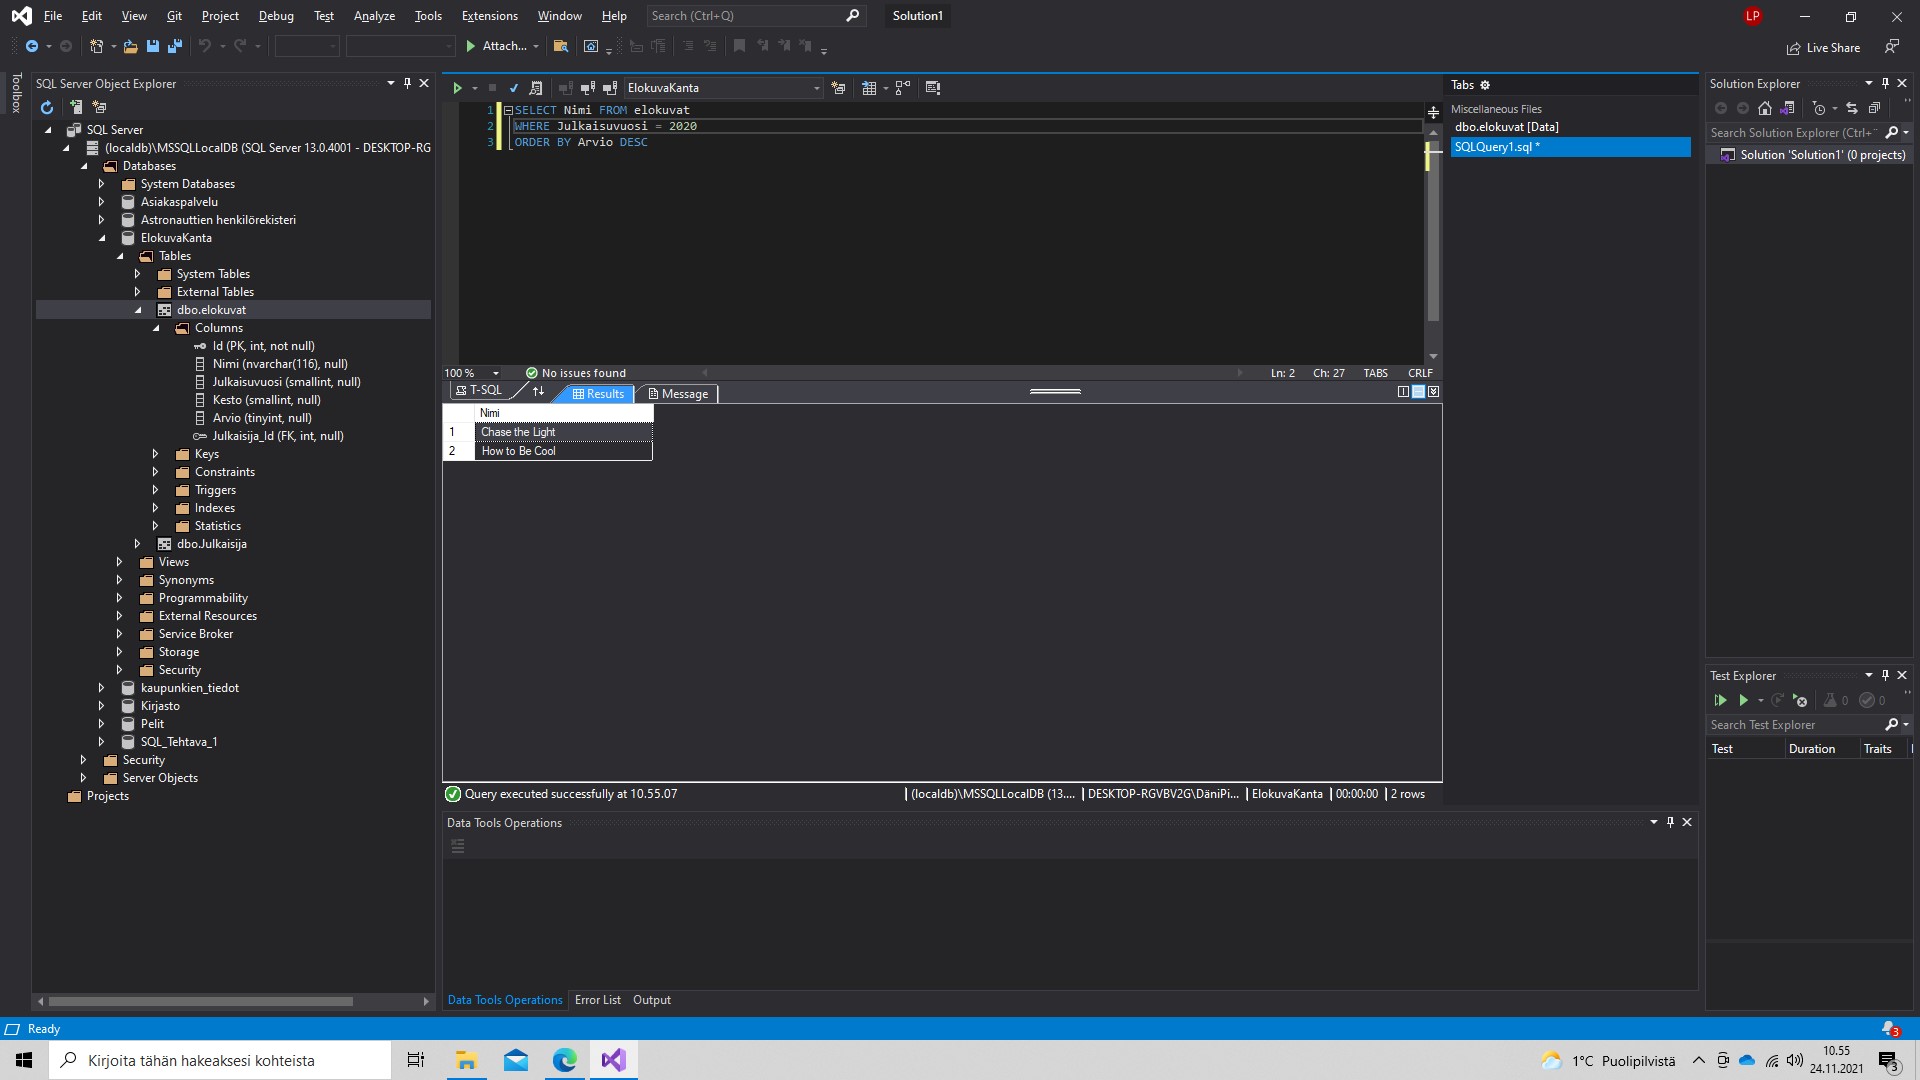 File Edit View Git Project Debug Test Analyze Tools Extensions Window Help Search (Ctrl+Q) Solution1 LP
Attach... Live Share
Toolbox
SQL Server Object Explorer
SQL Server
(localdb)\MSSQLLocalDB (SQL Server 13.0.4001 - DESKTOP-RG
Databases
System Databases
Asiakaspalvelu
Astronauttien henkilörekisteri
ElokuvaKanta
Tables
System Tables
External Tables
dbo.elokuvat
Columns
Id (PK, int, not null)
Nimi (nvarchar(116), null)
Julkaisuvuosi (smallint, null)
Kesto (smallint, null)
Arvio (tinyint, null)
Julkaisija_Id (FK, int, null)
Keys
Constraints
Triggers
Indexes
Statistics
dbo.Julkaisija
Views
Synonyms
Programmability
External Resources
Service Broker
Storage
Security
kaupunkien_tiedot
Kirjasto
Pelit
SQL_Tehtava_1
Security
Server Objects
Projects
ElokuvaKanta
1 SELECT Nimi FROM elokuvat
2 WHERE Julkaisuvuosi = 2020
3 ORDER BY Arvio DESC
100 % No issues found Ln: 2 Ch: 27 TABS CRLF
T-SQL Results Message
Nimi
1 Chase the Light
2 How to Be Cool
Query executed successfully at 10.55.07 (localdb)\MSSQLLocalDB (13.... DESKTOP-RGVBV2G\DäniPi... ElokuvaKanta 00:00:00 2 rows
Data Tools Operations
Data Tools Operations Error List Output
Tabs
Miscellaneous Files
dbo.elokuvat [Data]
SQLQuery1.sql *
Solution Explorer
Search Solution Explorer (Ctrl+
Solution 'Solution1' (0 projects)
Test Explorer
0 0
Search Test Explorer
Test Duration Traits
Ready 3
Kirjoita tähän hakeaksesi kohteista 1°C Puolipilvistä 10.55
24.11.2021 3